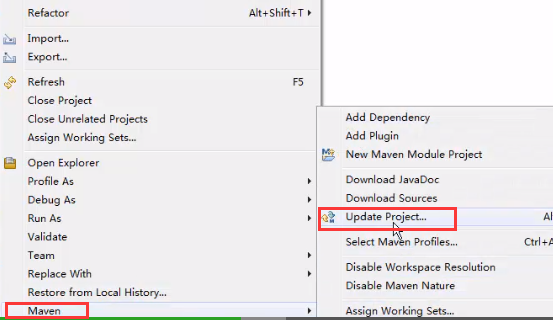 Refactor Alt+Shift+T
Import...
Export...
Refresh F5
Close Project
Close Unrelated Projects
Assign Working Sets...
Open Explorer
Profile As
Debug As
Run As
Validate
Team
Replace With
Restore from Local History...
Maven
Add Dependency
Add Plugin
New Maven Module Project
Download JavaDoc
Download Sources
Update Project... Al
Select Maven Profiles... Ctrl+A
Disable Workspace Resolution
Disable Maven Nature
Assign Working Sets...